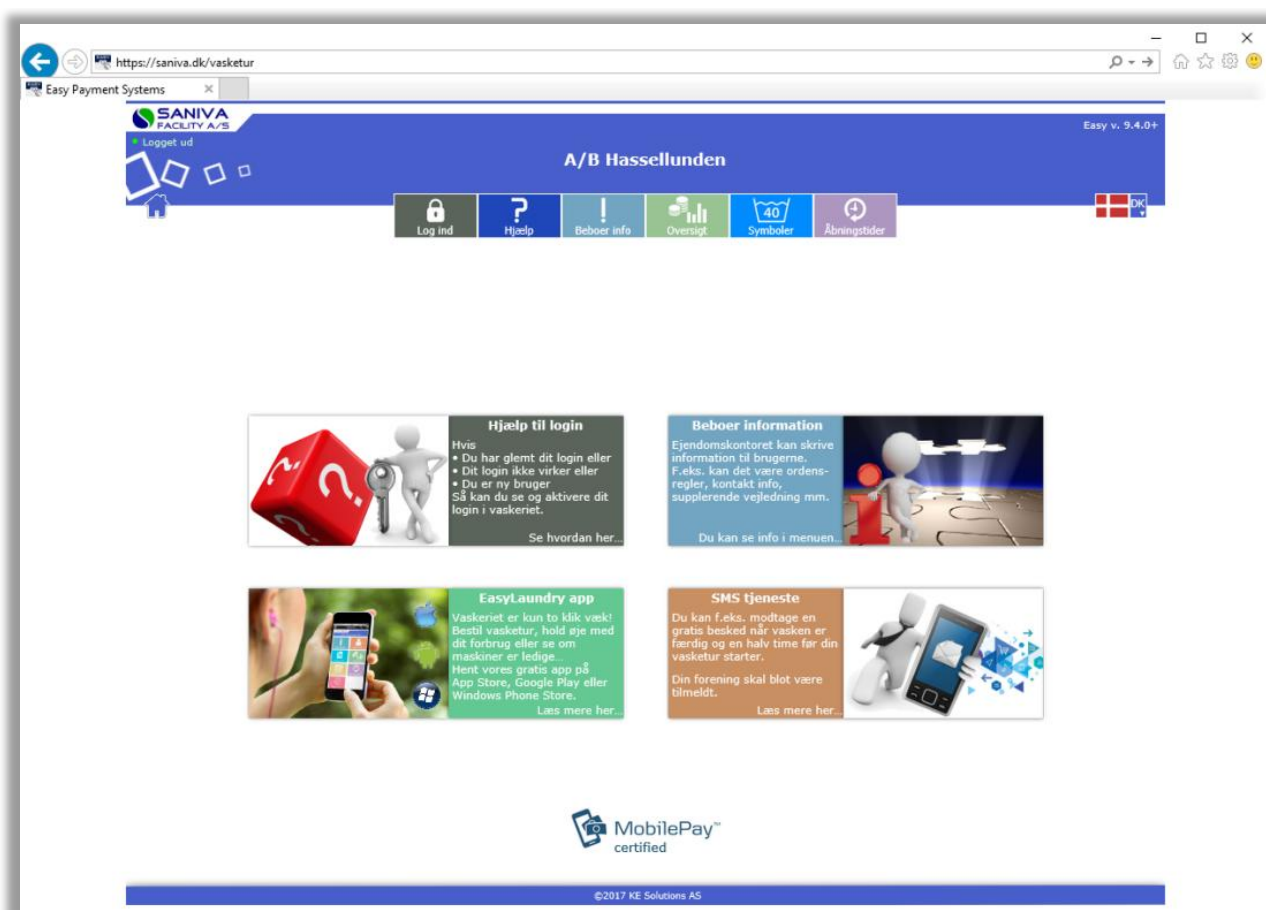 https://saniva.dk/vasketur
Easy Payment Systems
SANIVA
FACILITY A/S
Logget ud
Easy v. 9.4.0+
A/B Hassellunden
Log ind
?
Hjælp
!
Beboer info
Oversigt
40
Symboler
Åbningstider
DK
Hjælp til login
Hvis
• Du har glemt dit login eller
• Dit login ikke virker eller
• Du er ny bruger
Så kan du se og aktivere dit
login i vaskeriet.
Se hvordan her...
Beboer information
Ejendomskontoret kan skrive
information til brugerne.
F.eks. kan det være ordens-
regler, kontakt info,
supplerende vejledning mm.
Du kan se info i menuen...
EasyLaundry app
Vaskeriet er kun to klik væk!
Bestil vasketur, hold øje med
dit forbrug eller se om
maskiner er ledige...
Hent vores gratis app på
App Store, Google Play eller
Windows Phone Store.
Læs mere her...
SMS tjeneste
Du kan f.eks. modtage en
gratis besked når vasken er
færdig og en halv time før din
vasketur starter.
Din forening skal blot være
tilmeldt.
Læs mere her...
MobilePay™
certified
©2017 KE Solutions AS